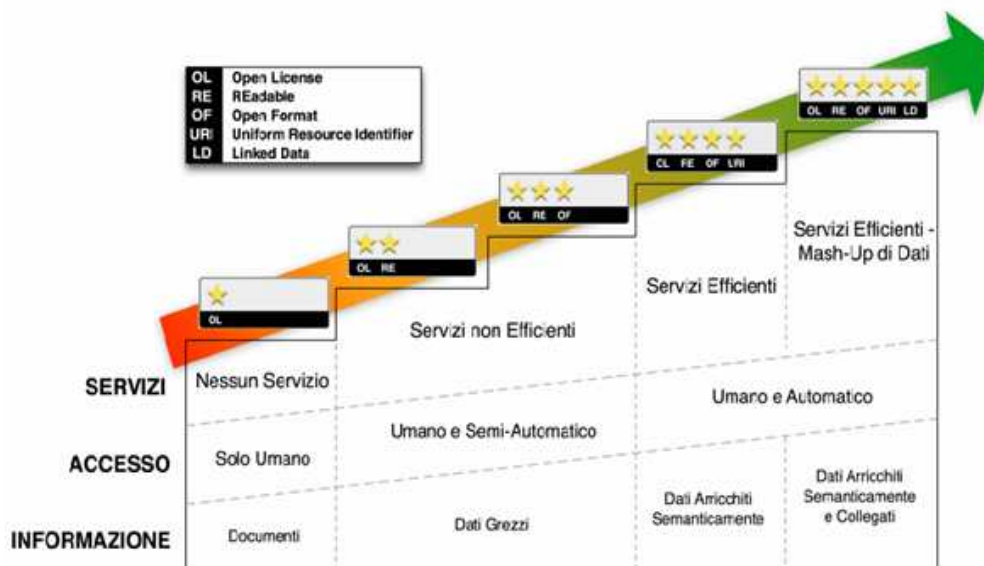 OL Open License
RE REadable
OF Open Format
URI Uniform Resource Identifier
LD Linked Data
OL RE OF URI LD
OL RE OF URI
OL RE OF
OL RE
OL
Servizi Efficienti -
Mash-Up di Dati
Servizi Efficienti
Servizi non Efficienti
SERVIZI
Nessun Servizio
Umano e Automatico
Umano e Semi-Automatico
ACCESSO
Solo Umano
Dati Arricchiti
Semanticamente
e Collegati
Dati Arricchiti
Semanticamente
Dati Grezzi
INFORMAZIONE
Documenti